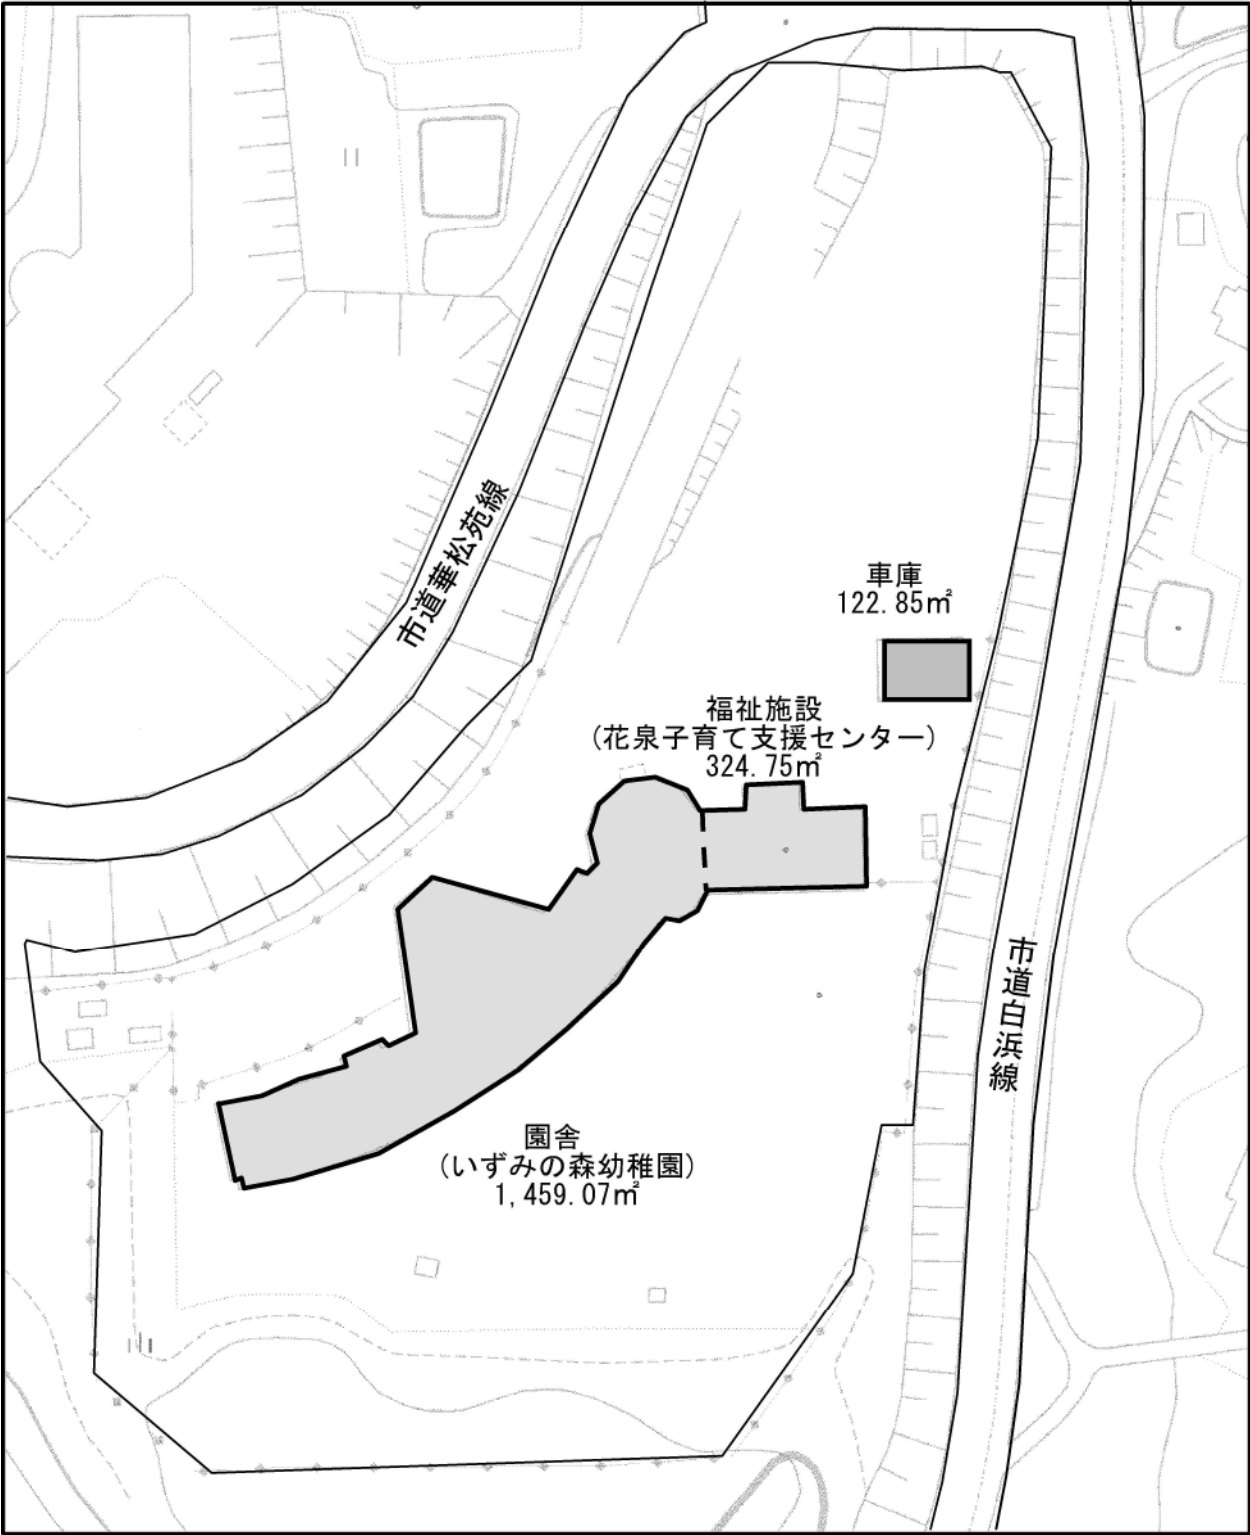 市道華松苑線
車庫
122.85㎡
福祉施設
(花泉子育て支援センター)
324.75㎡
市道白浜線
園舎
(いずみの森幼稚園)
1,459.07㎡